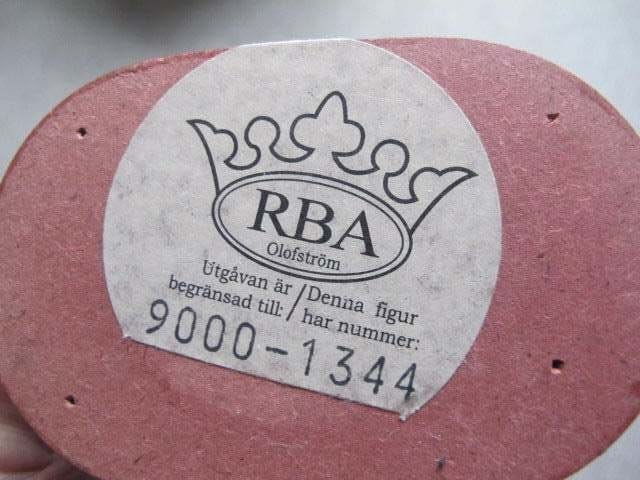 RBA
Olofström
Utgåvan är / Denna figur
begränsad till: / har nummer:
9000-1344